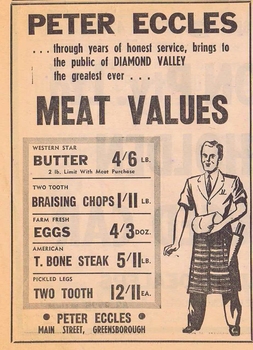 PETER ECCLES
. . . through years of honest service, brings to
the public of DIAMOND VALLEY
the greatest ever . . .
MEAT VALUES
WESTERN STAR
BUTTER 4/6 LB.
2 lb. Limit With Meat Purchase
TWO TOOTH
BRAISING CHOPS 1/11 LB.
FARM FRESH
EGGS 4/3 DOZ.
AMERICAN
T. BONE STEAK 5/11 LB.
PICKLED LEGS
TWO TOOTH 12/11 EA.
• PETER ECCLES •
MAIN STREET, GREENSBOROUGH